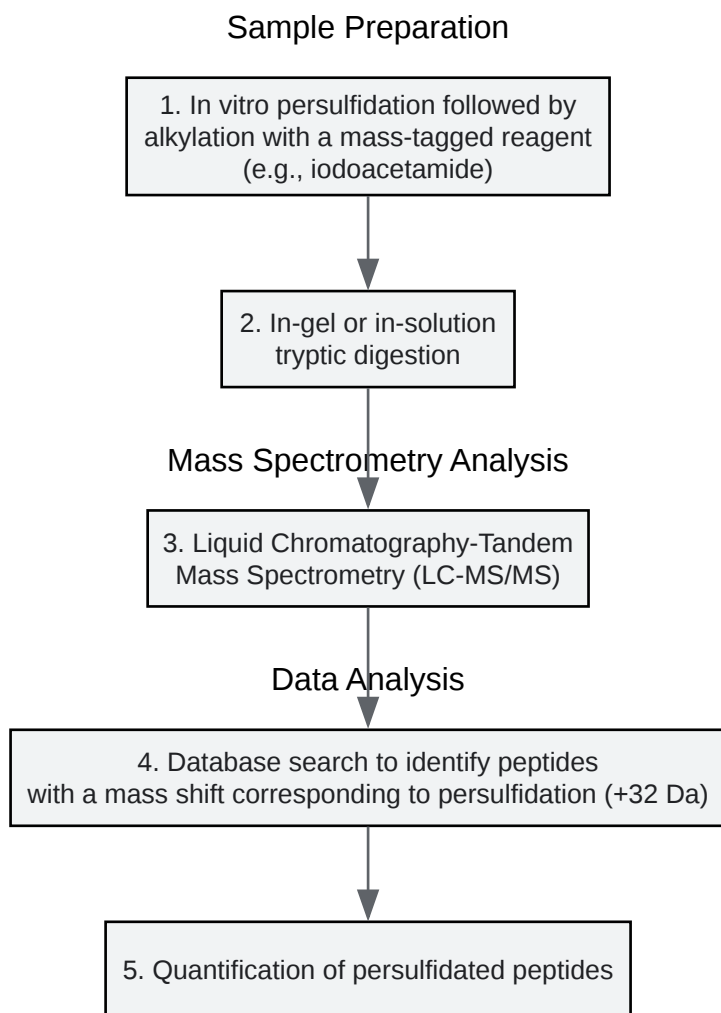 Sample Preparation
1. In vitro persulfidation followed by
alkylation with a mass-tagged reagent
(e.g., iodoacetamide)
2. In-gel or in-solution
tryptic digestion
Mass Spectrometry Analysis
3. Liquid Chromatography-Tandem
Mass Spectrometry (LC-MS/MS)
Data Analysis
4. Database search to identify peptides
with a mass shift corresponding to persulfidation (+32 Da)
5. Quantification of persulfidated peptides